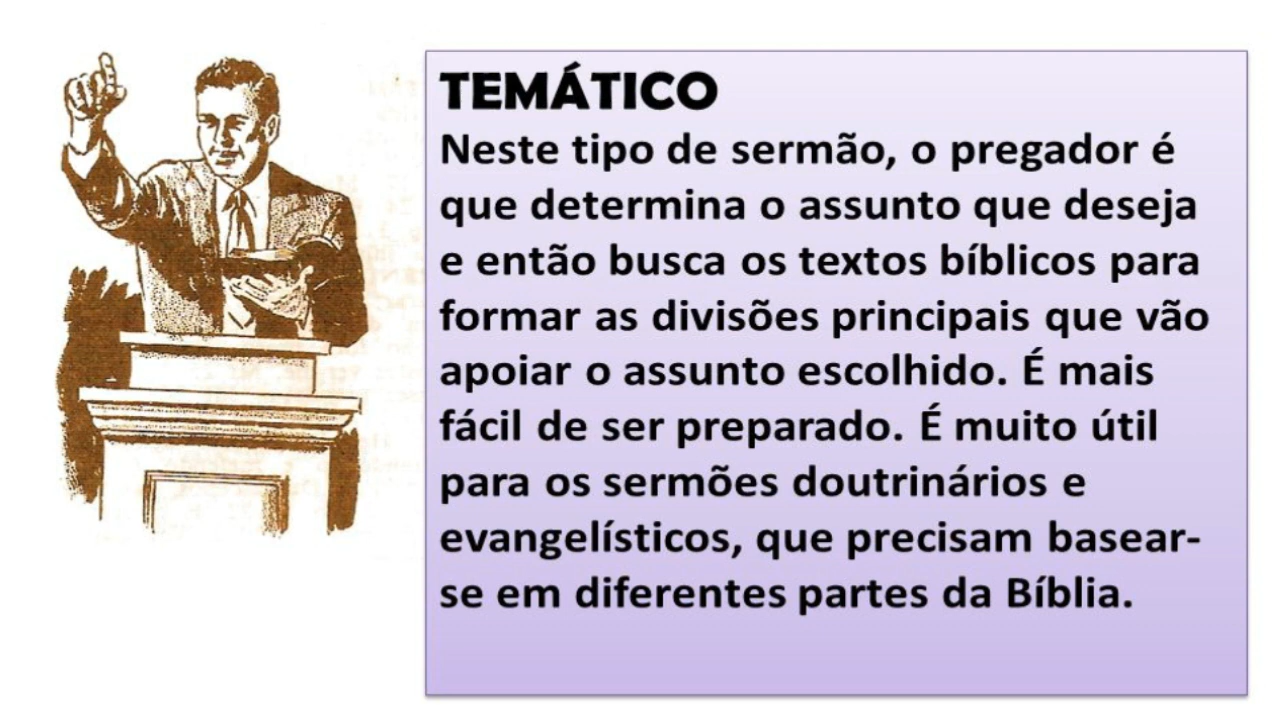 TEMÁTICO
Neste tipo de sermão, o pregador é
que determina o assunto que deseja
e então busca os textos bíblicos para
formar as divisões principais que vão
apoiar o assunto escolhido. É mais
fácil de ser preparado. É muito útil
para os sermões doutrinários e
evangelísticos, que precisam basear-
se em diferentes partes da Bíblia.